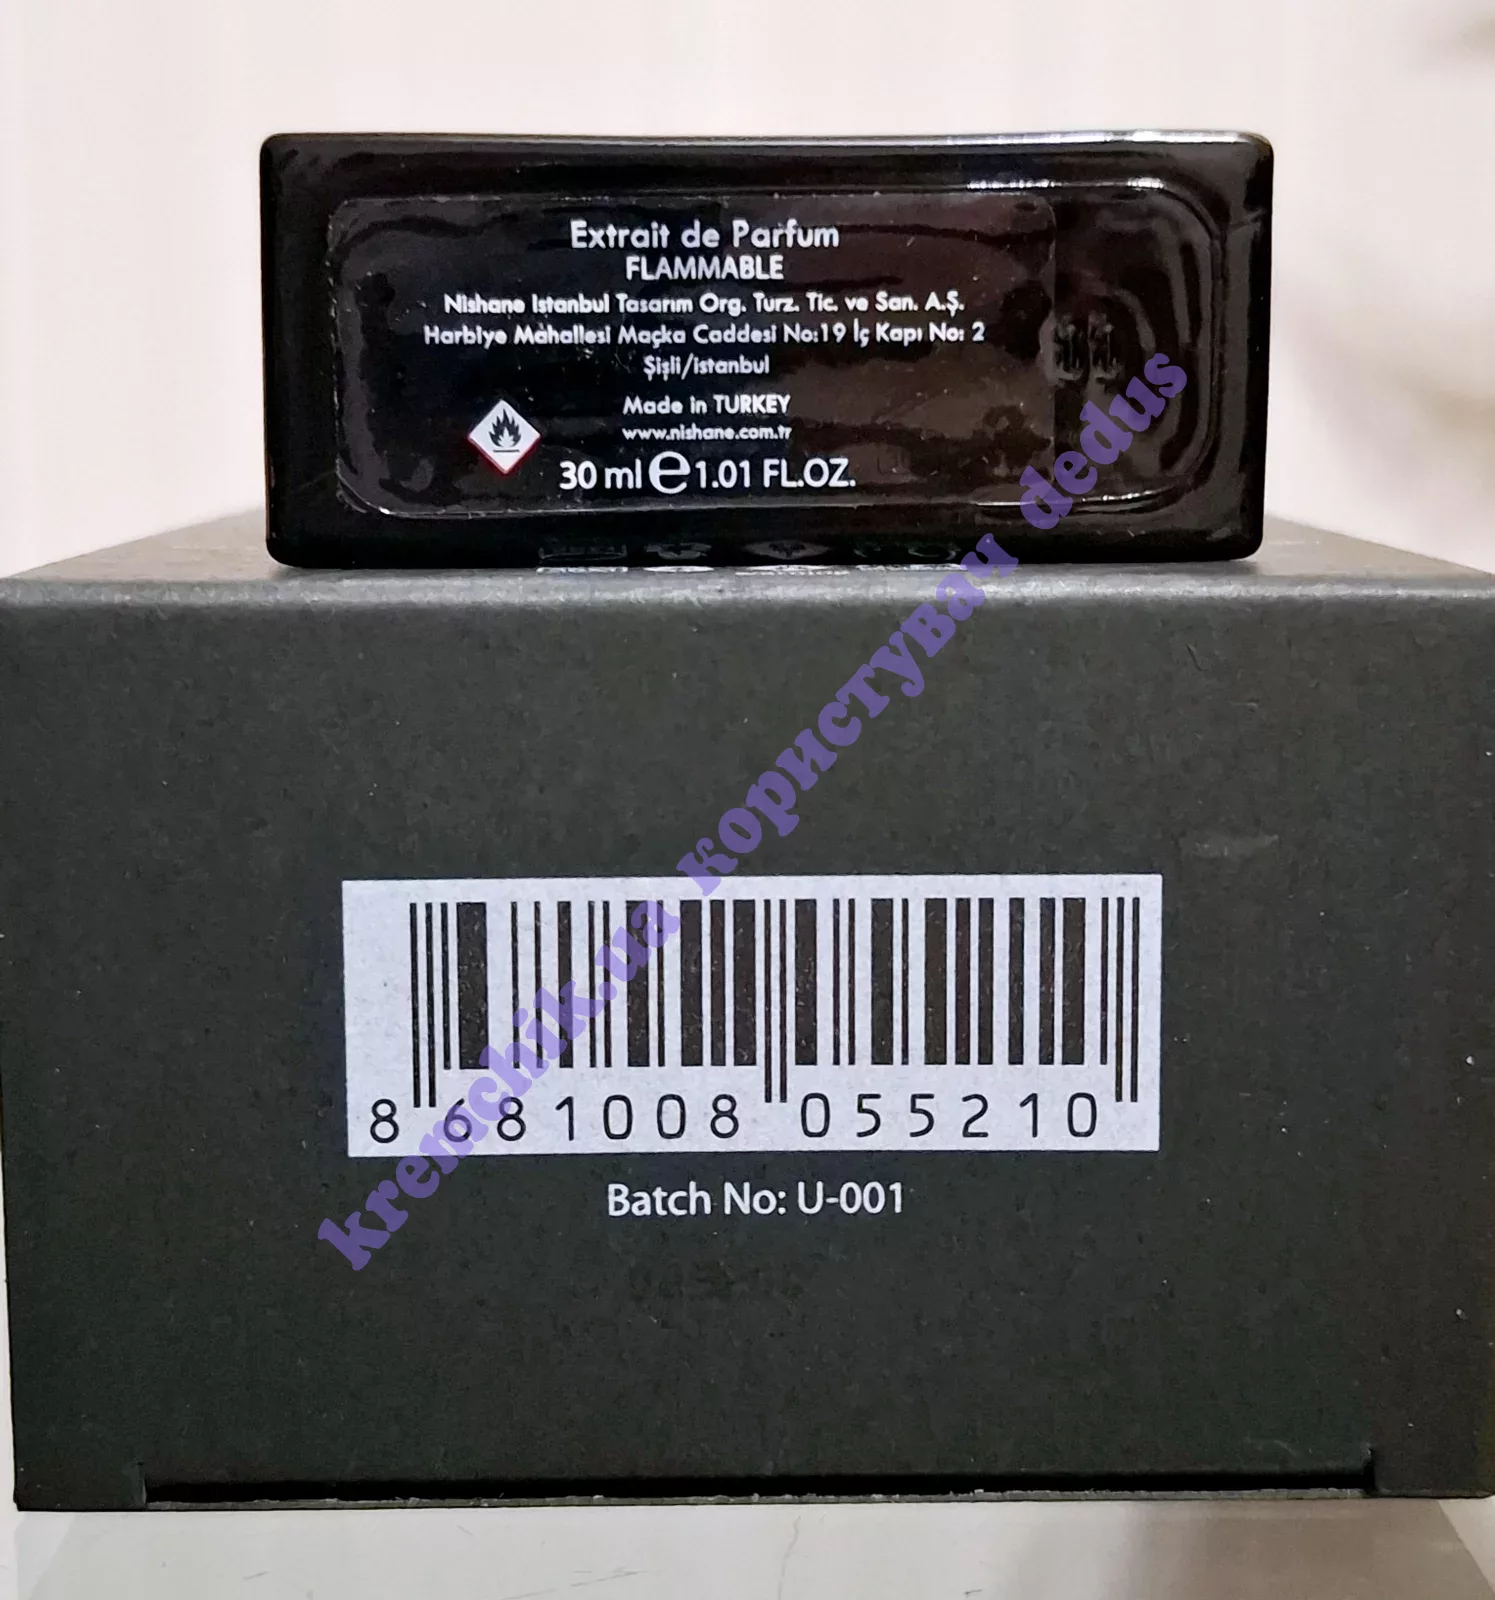 Extrait de Parfum
FLAMMABLE
Nishane Istanbul Tasarım Org. Turz. Tic. ve San. A.Ş.
Harbiye Mahallesi Maçka Caddesi No:19 İç Kapı No: 2
Şişli/istanbul
Made in TURKEY
www.nishane.com.tr
30 ml e 1.01 FL.OZ.
8 681008 055210
Batch No: U-001
kremchik.ua користувач dedus